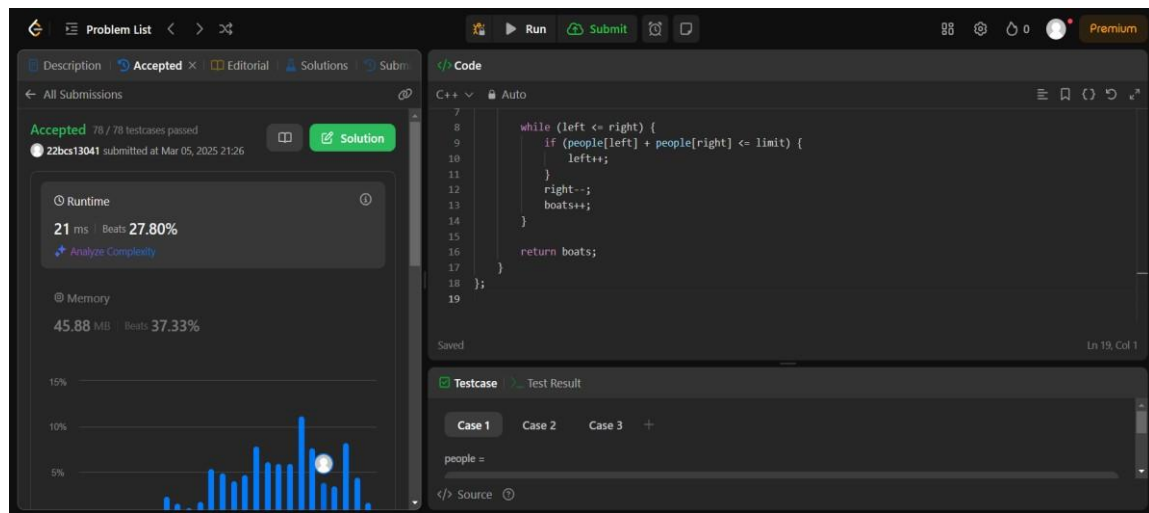 Problem List
Run
Submit
0
Premium
Description
Accepted
Editorial
Solutions
Subm
All Submissions
Accepted 78 / 78 testcases passed
22bcs13041 submitted at Mar 05, 2025 21:26
Solution
Runtime
21 ms Beats 27.80%
Analyze Complexity
Memory
45.88 MB Beats 37.33%
15%
10%
5%
</> Code
C++ Auto
7
8 while (left <= right) {
9 if (people[left] + people[right] <= limit) {
10 left++;
11 }
12 right--;
13 boats++;
14 }
15
16 return boats;
17 }
18 };
19
Saved
Ln 19, Col 1
Testcase
>_ Test Result
Case 1 Case 2 Case 3 +
people =
</> Source